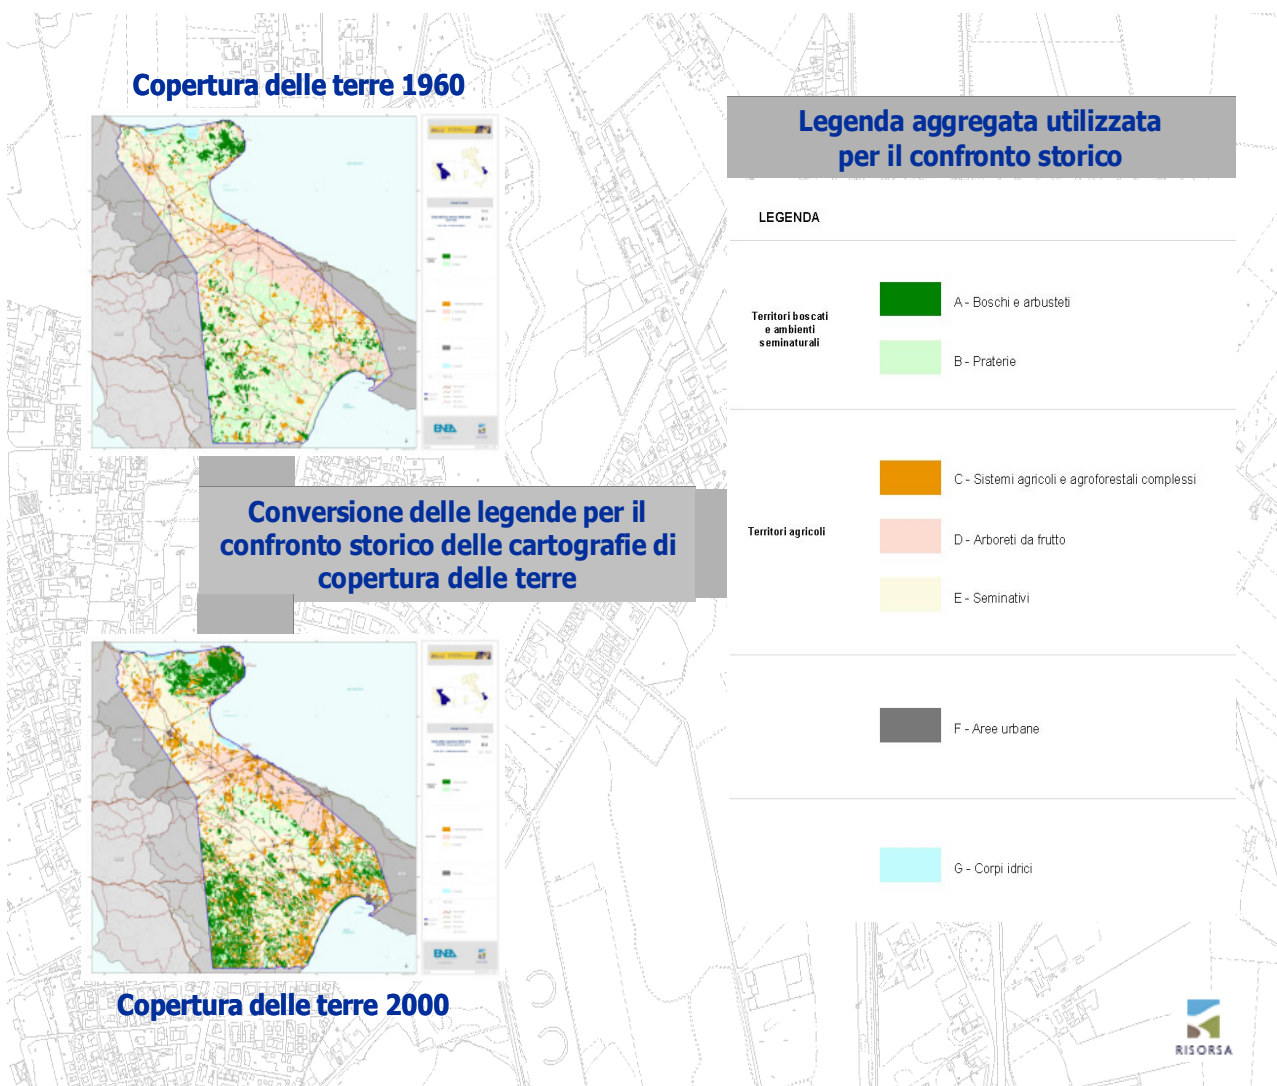 Copertura delle terre 1960
Legenda aggregata utilizzata
per il confronto storico
LEGENDA
Territori boscati
e ambienti
seminaturali
A - Boschi e arbusteti
B - Praterie
Territori agricoli
C - Sistemi agricoli e agroforestali complessi
D - Arboreti da frutto
E - Seminativi
F - Aree urbane
G - Corpi idrici
ENEA
Conversione delle legende per il
confronto storico delle cartografie di
copertura delle terre
ENEA
Copertura delle terre 2000
RISORSA